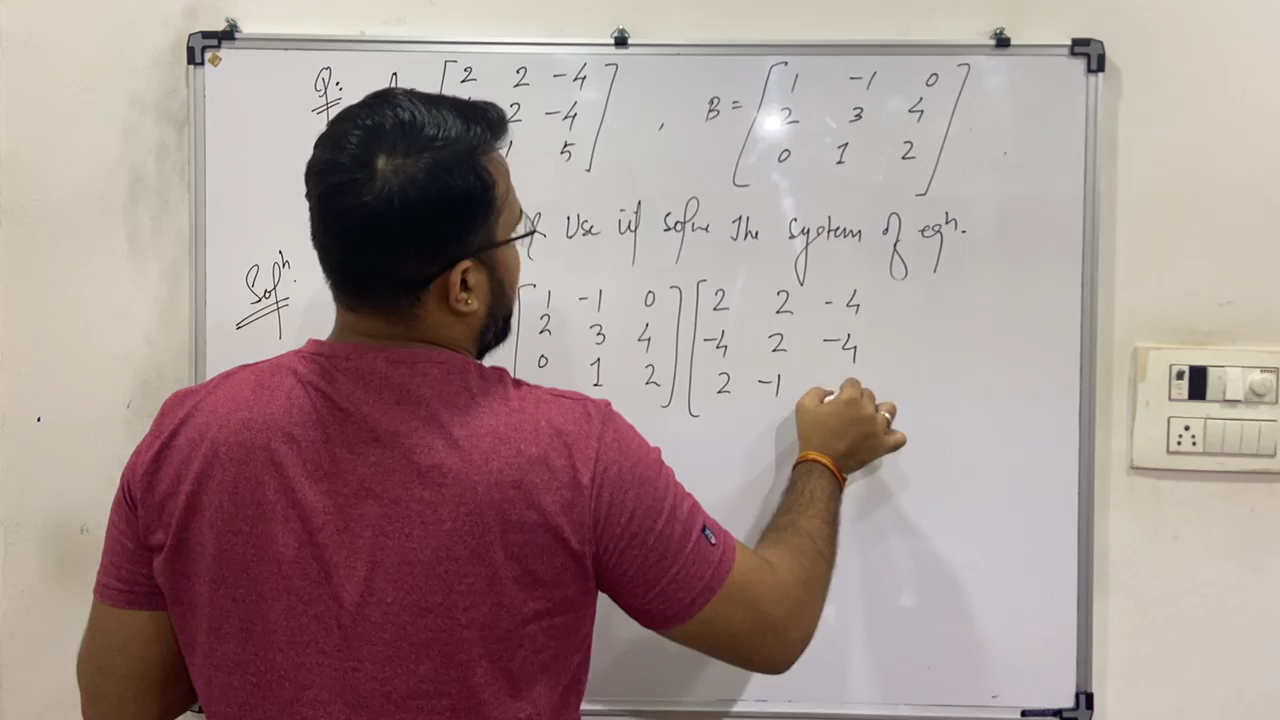 Q: 2 2 -4 , B = 1 -1 0
2 -4 2 3 4
5 0 1 2
Use it solve The System of eqn.
Soln
1 -1 0 2 2 -4
2 3 4 -4 2 -4
0 1 2 2 -1